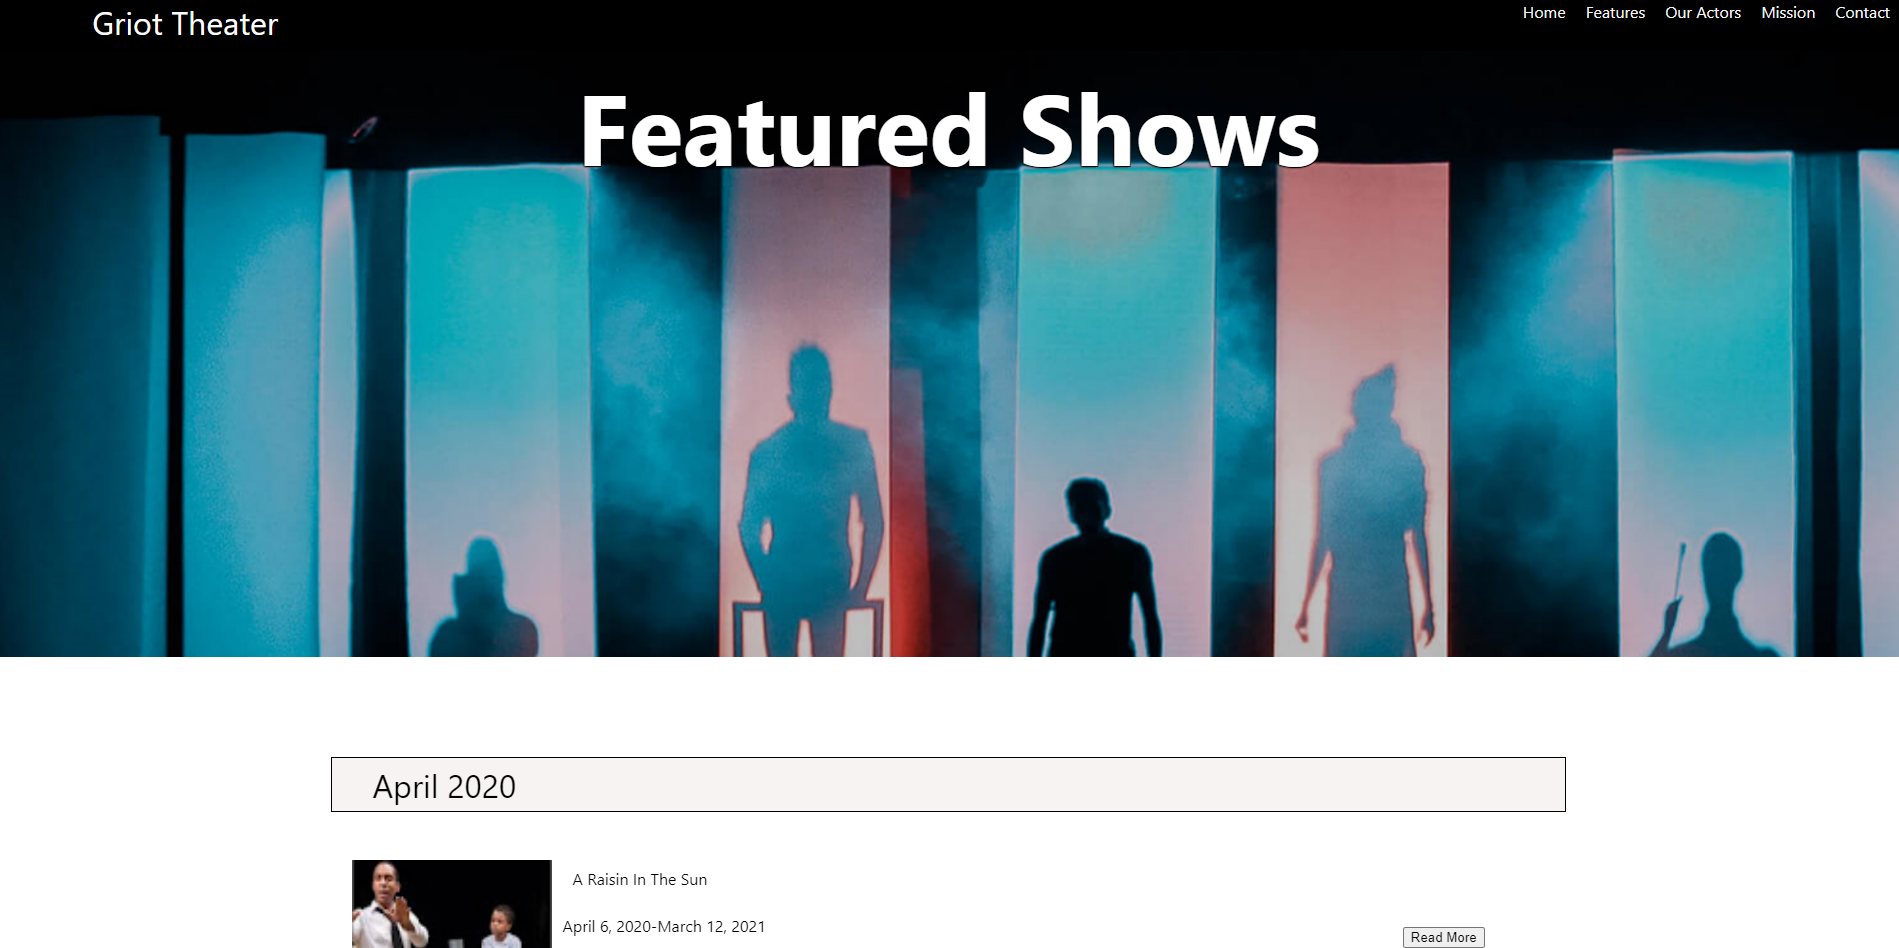 Griot Theater
Home Features Our Actors Mission Contact
Featured Shows
April 2020
A Raisin In The Sun
April 6, 2020-March 12, 2021
Read More